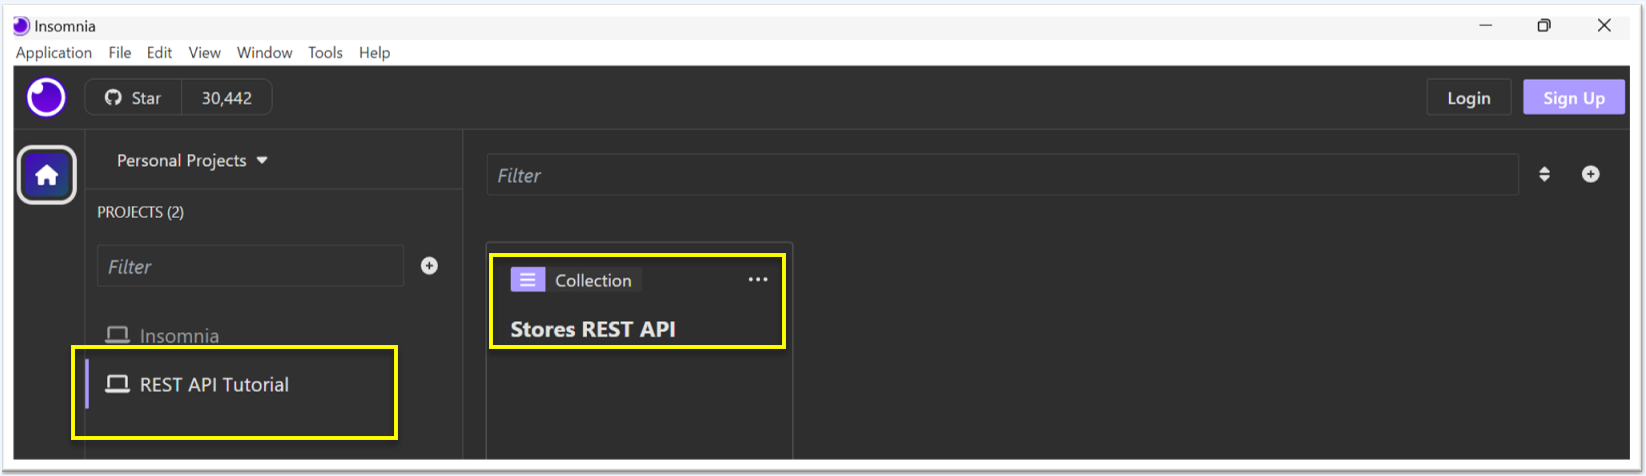 Insomnia
Application File Edit View Window Tools Help
Star 30,442 Login Sign Up
Personal Projects
PROJECTS (2)
Filter
Insomnia
REST API Tutorial
Filter
Collection
Stores REST API